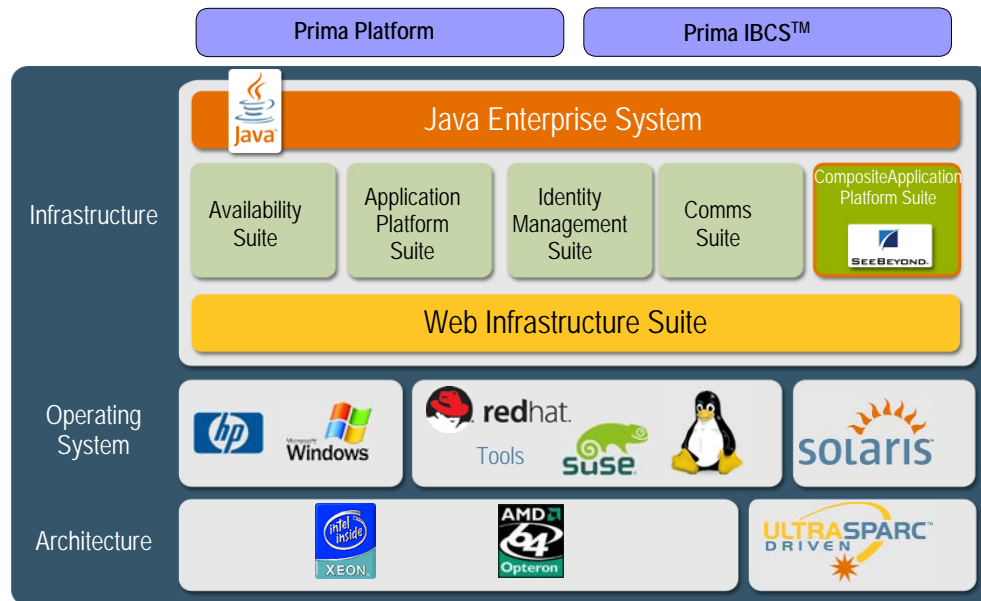 Prima Platform
Prima IBCS™
Java
Java Enterprise System
Infrastructure
Availability
Suite
Application
Platform
Suite
Identity
Management
Suite
Comms
Suite
CompositeApplication
Platform Suite
SEEBEYOND
Web Infrastructure Suite
Operating
System
hp
Microsoft
Windows
redhat.
Tools
SUSE
solaris
Architecture
intel
inside
XEON
AMD
64
Opteron
ULTRASPARC™
DRIVEN